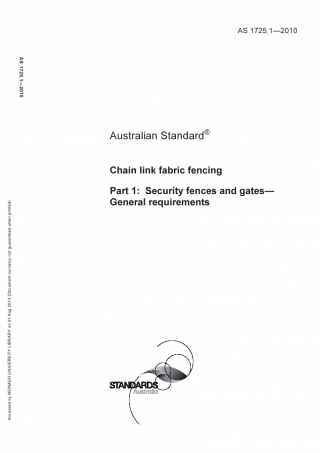 AS 1725.1—2010
AS 1725.1—2010
Australian Standard®
Chain link fabric fencing
Part 1: Security fences and gates—
General requirements
STANDARDS
Australia
Accessed by MONASH UNIVERSITY LIBRARY on 21 Aug 2010 (Document currency not guaranteed when printed)